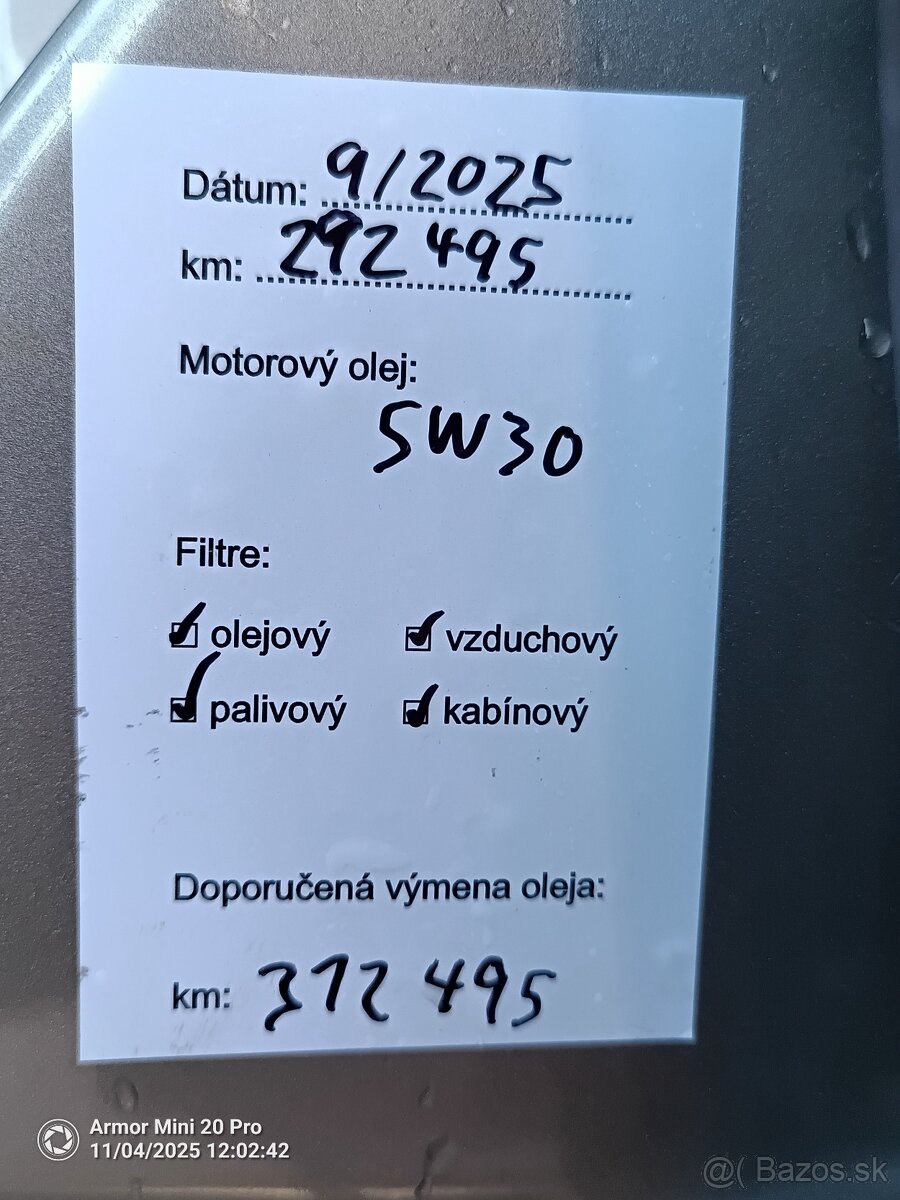 Dátum: 9/2025
km: 292 495
Motorový olej:
5W30
Filtre:
olejový vzduchový
palivový kabínový
Doporučená výmena oleja:
km: 312 495
Armor Mini 20 Pro
11/04/2025 12:02:42
@( Bazos.sk